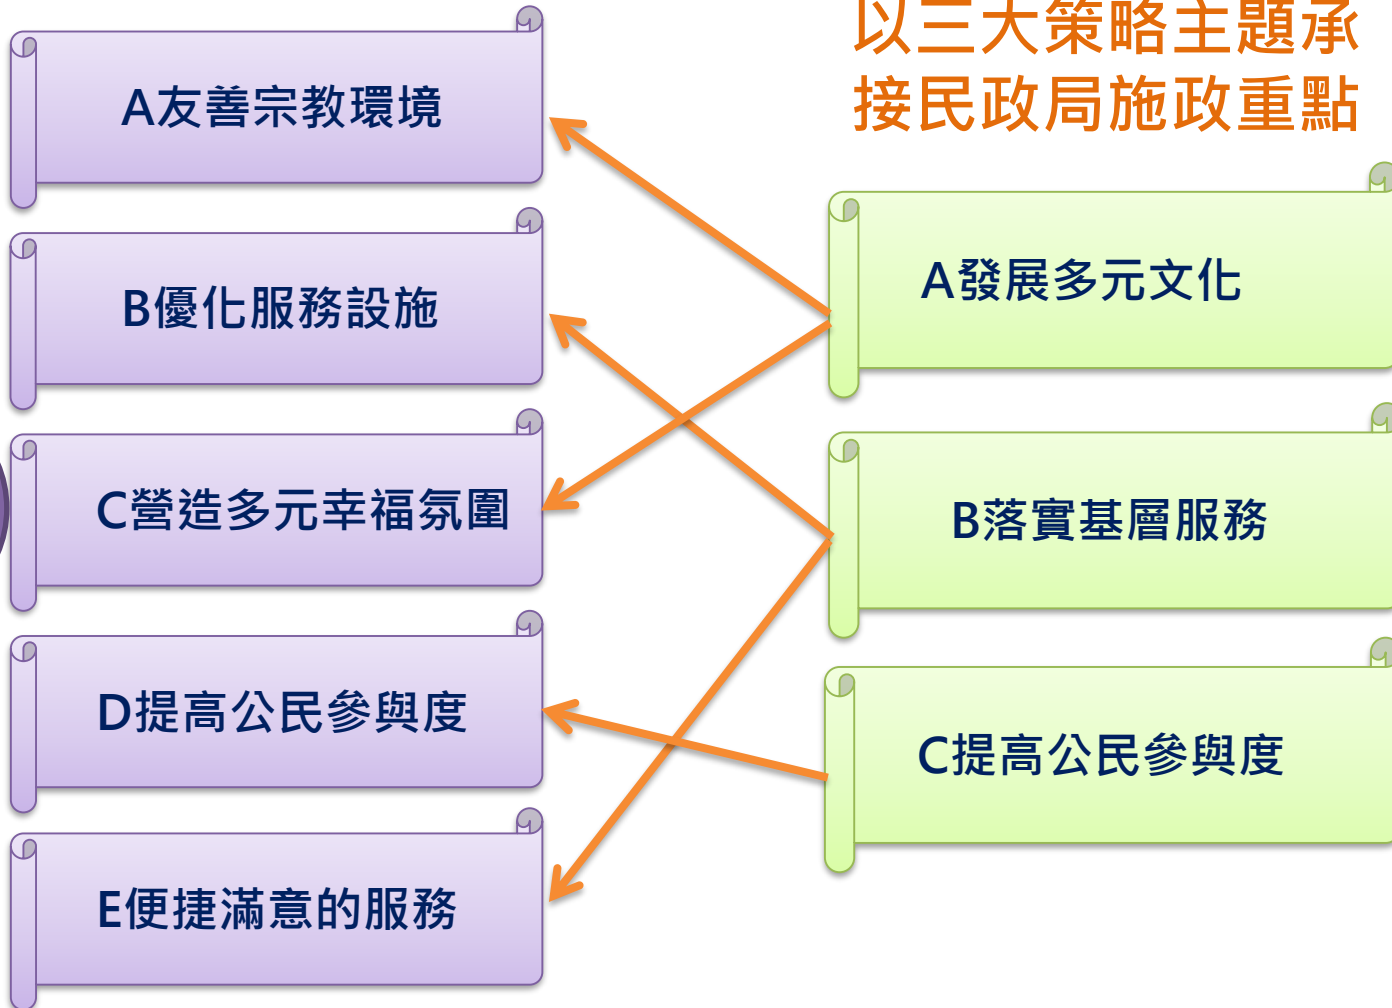 以三大策略主題承
接民政局施政重點
A友善宗教環境
B優化服務設施
C營造多元幸福氛圍
D提高公民參與度
E便捷滿意的服務
A發展多元文化
B落實基層服務
C提高公民參與度